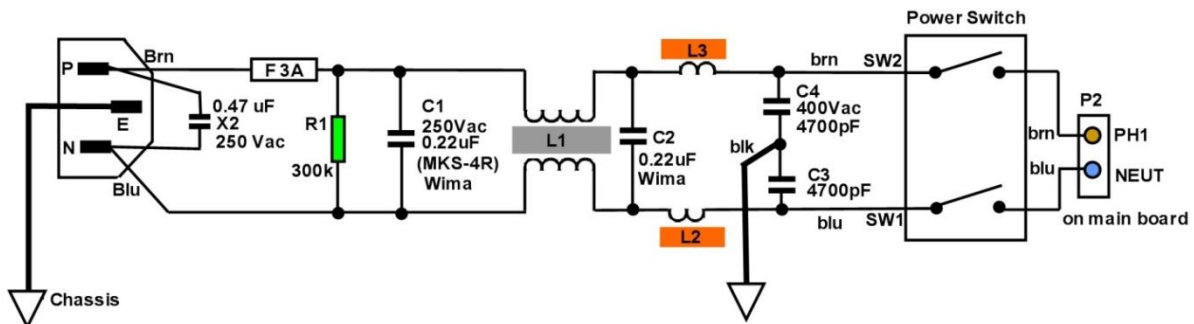 Power Switch
Brn
P
F 3A
L3
brn
SW2
E
0.47 uF
X2
250 Vac
N
Blu
R1
300k
C1
250Vac
0.22uF
(MKS-4R)
Wima
L1
C2
0.22uF
Wima
C4
400Vac
4700pF
blk
C3
4700pF
L2
blu
SW1
P2
brn
PH1
blu
NEUT
on main board
Chassis